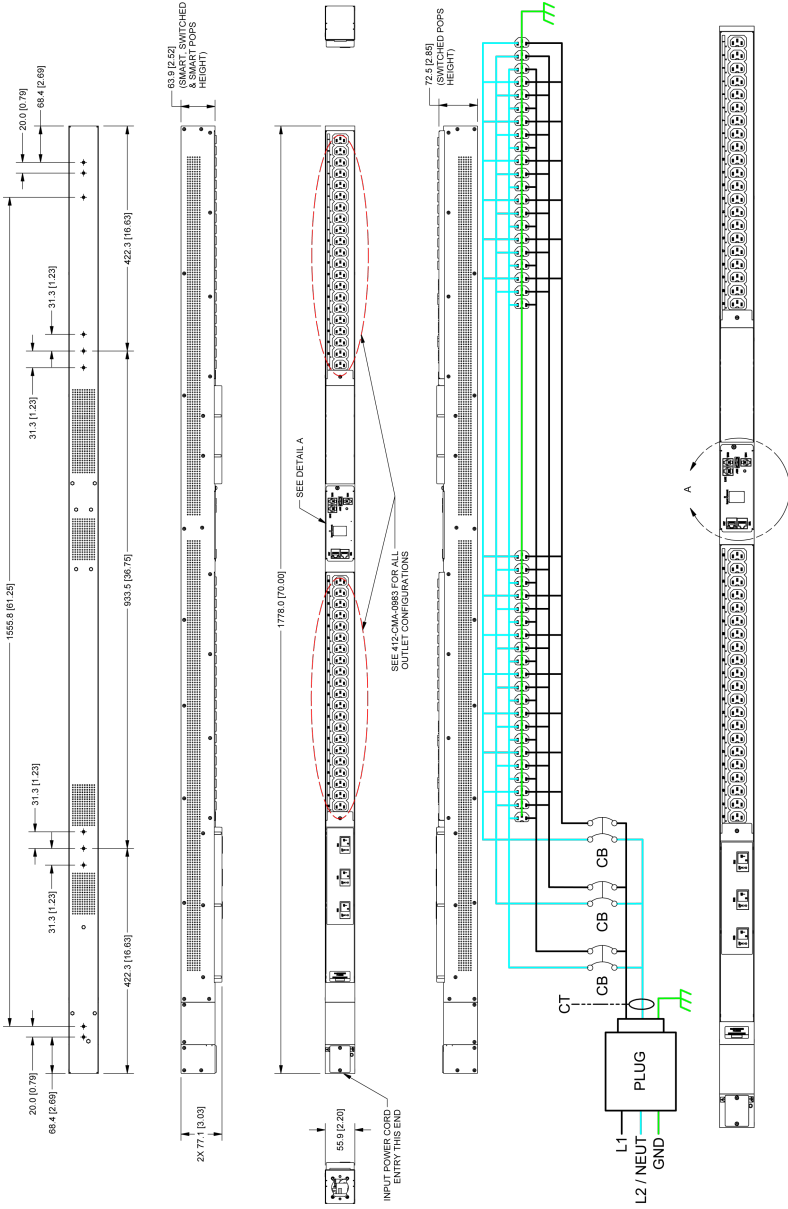 1555.8 [61.25]
20.0 [0.79]
68.4 [2.69]
31.3 [1.23]
31.3 [1.23]
422.3 [16.63]
933.5 [36.75]
31.3 [1.23]
31.3 [1.23]
422.3 [16.63]
20.0 [0.79]
68.4 [2.69]
63.9 [2.52]
(SMART, SWITCHED
& SMART POPS
HEIGHT)
2X 77.1 [3.03]
1778.0 [70.00]
SEE DETAIL A
SEE 412-CMA-0983 FOR ALL
OUTLET CONFIGURATIONS
55.9 [2.20]
INPUT POWER CORD
ENTRY THIS END
72.5 [2.85]
(SWITCHED POPS
HEIGHT)
CB
CB
CB
CT
PLUG
L1
L2 / NEUT
GND
A